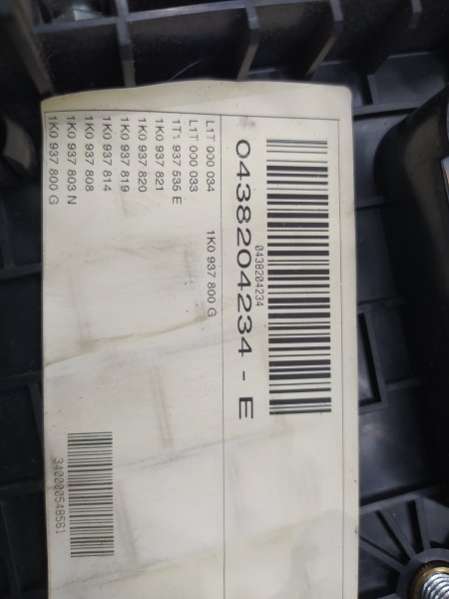 0438204234
0438204234 - E
L1T 000 034
1K0 937 800 G
L1T 000 033
1T1 937 535 E
1K0 937 821
1K0 937 820
1K0 937 819
1K0 937 814
1K0 937 808
1K0 937 803 N
1K0 937 800 G
340000548561